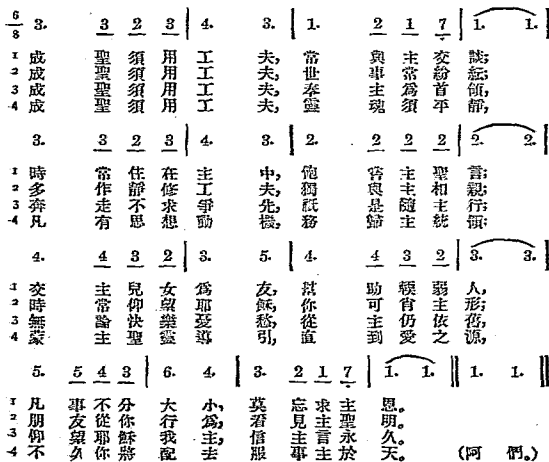 6/8 3. 3 2 3 | 4. 3. | 1. 2 1 7 | 1. 1.
1 成 聖 須 用 工 夫, 常 與 主 交 談;
2 成 聖 須 用 工 夫, 世 事 常 紛 紜;
3 成 聖 須 用 工 夫, 奉 主 爲 首 領,
4 成 聖 須 用 工 夫, 靈 魂 須 平 靜,
3. 3 2 3 | 4. 3. | 2. 2 2 2 | 2. 2.
1 時 常 住 在 主 中, 飽 嘗 主 聖 言;
2 多 作 靜 修 工 夫, 獨 與 主 相 親;
3 奔 走 不 求 爭 先, 祇 是 隨 主 行;
4 凡 有 思 想 動 機, 務 歸 主 統 領;
4. 4 3 2 | 3. 5. | 4. 4 3 2 | 3. 3.
1 交 主 兒 女 爲 友, 幫 助 輭 弱 人,
2 時 常 仰 望 耶 穌, 你 可 肖 主 形;
3 無 論 快 樂 憂 愁, 從 主 仍 依 舊,
4 蒙 主 聖 靈 導 引, 直 到 愛 之 源,
5. 5 4 3 | 6. 4. | 3. 2 1 7 | 1. 1. || 1. 1. ||
1 凡 事 不 分 大 小, 莫 忘 求 主 恩。
2 朋 友 從 你 行 爲, 看 見 主 聖 明。
3 仰 望 耶 穌 我 主, 信 主 言 永 久。
4 不 久 你 將 配 去 服 事 主 於 天。 (阿 們。)